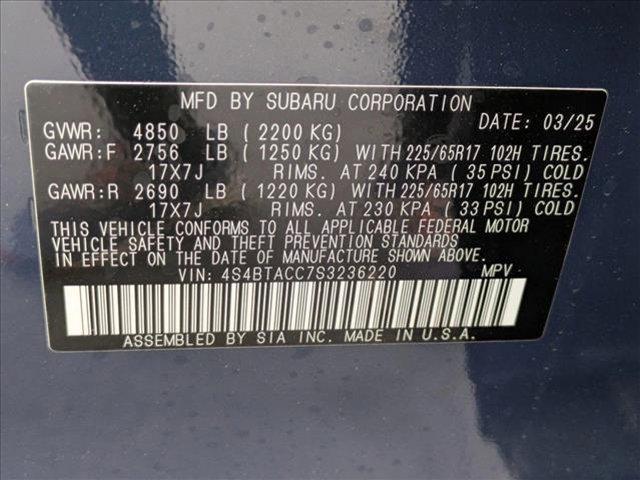 MFD BY SUBARU CORPORATION
DATE: 03/25
GVWR: 4850 LB (2200 KG)
GAWR:F 2756 LB (1250 KG) WITH 225/65R17 102H TIRES.
17X7J RIMS. AT 240 KPA (35 PSI) COLD
GAWR:R 2690 LB (1220 KG) WITH 225/65R17 102H TIRES.
17X7J RIMS. AT 230 KPA (33 PSI) COLD
THIS VEHICLE CONFORMS TO ALL APPLICABLE FEDERAL MOTOR
VEHICLE SAFETY AND THEFT PREVENTION STANDARDS
IN EFFECT ON THE DATE OF MANUFACTURE SHOWN ABOVE.
VIN: 4S4BTACC7S3236220 MPV
ASSEMBLED BY SIA INC. MADE IN U.S.A.